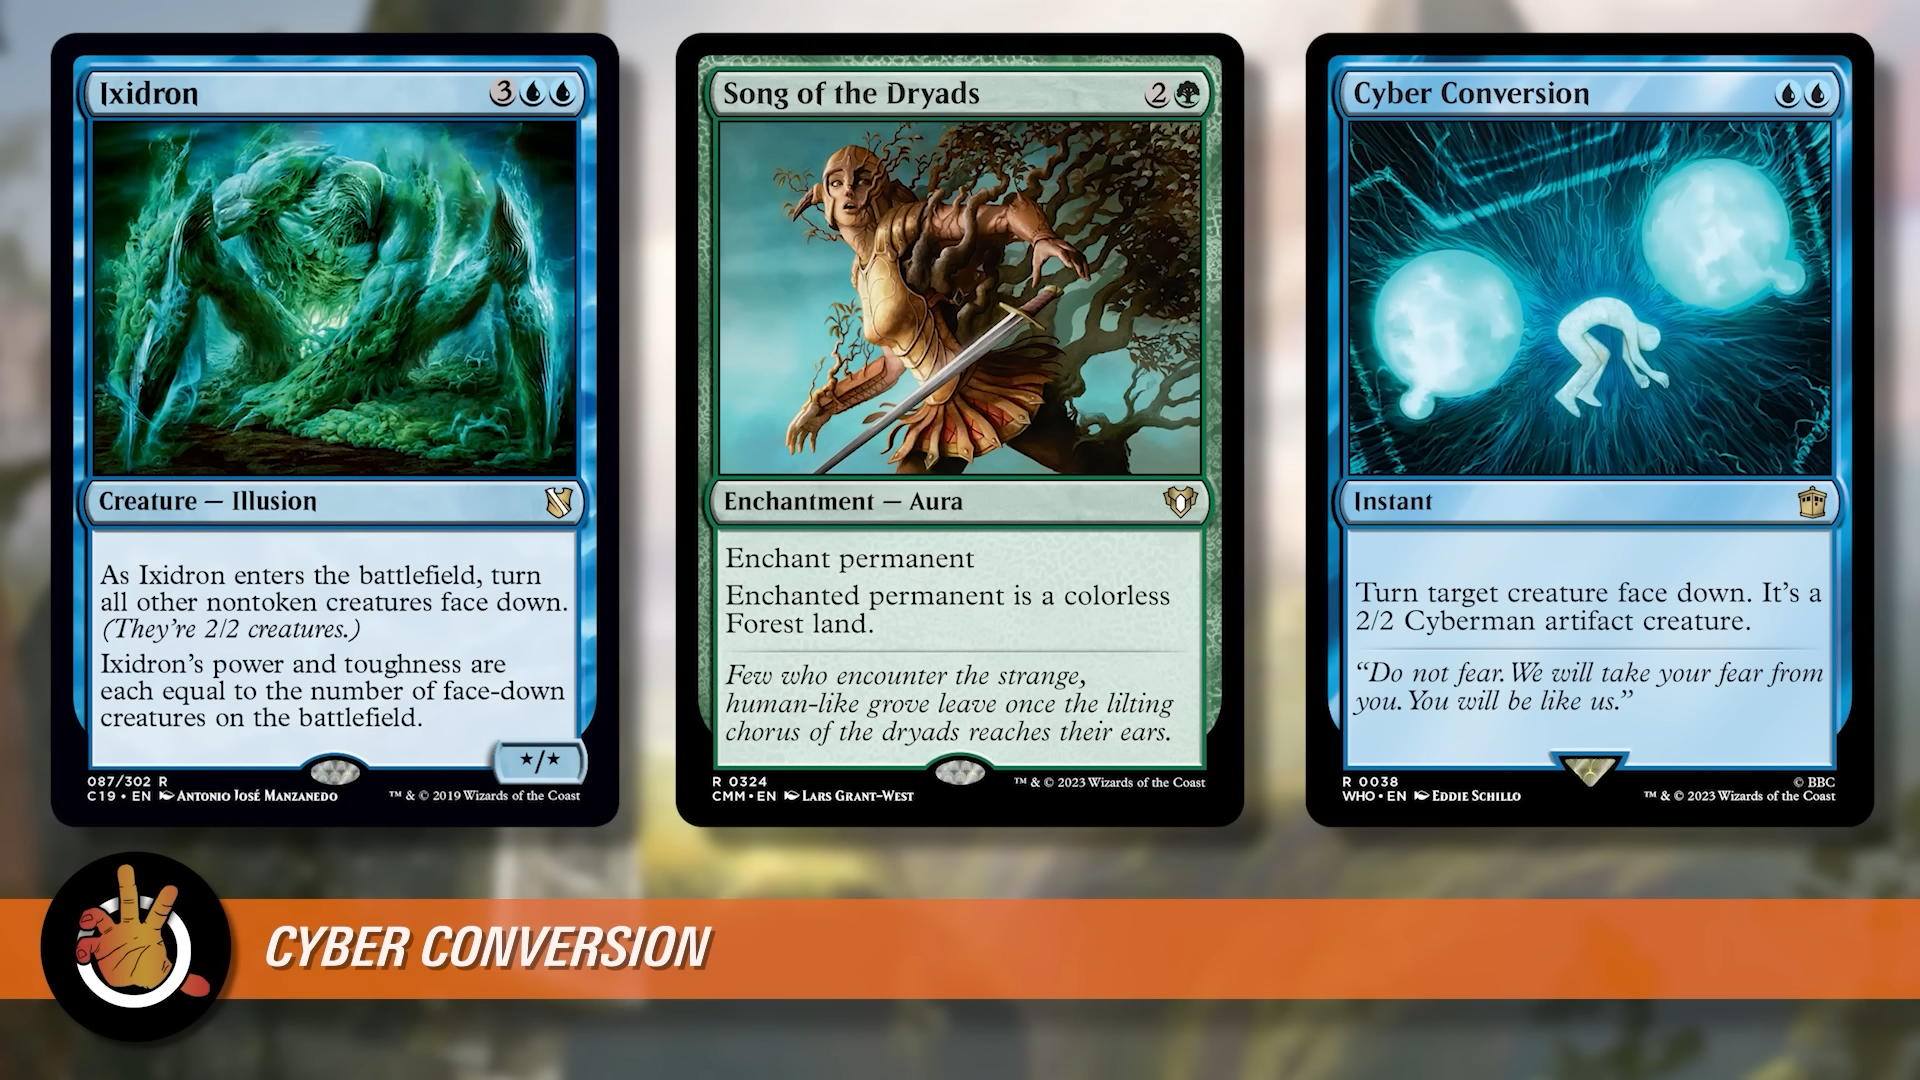 Ixidron
3
Creature — Illusion
As Ixidron enters the battlefield, turn
all other nontoken creatures face down.
(They're 2/2 creatures.)
Ixidron's power and toughness are
each equal to the number of face-down
creatures on the battlefield.
★/★
087/302 R
C19 • EN Antonio José Manzanedo
™ & © 2019 Wizards of the Coast
Song of the Dryads
2
Enchantment — Aura
Enchant permanent
Enchanted permanent is a colorless
Forest land.
Few who encounter the strange,
human-like grove leave once the lilting
chorus of the dryads reaches their ears.
R 0324
CMM • EN Lars Grant-West
™ & © 2023 Wizards of the Coast
Cyber Conversion
Instant
Turn target creature face down. It's a
2/2 Cyberman artifact creature.
“Do not fear. We will take your fear from
you. You will be like us.”
R 0038
WHO • EN Eddie Schillo
© BBC
™ & © 2023 Wizards of the Coast
CYBER CONVERSION